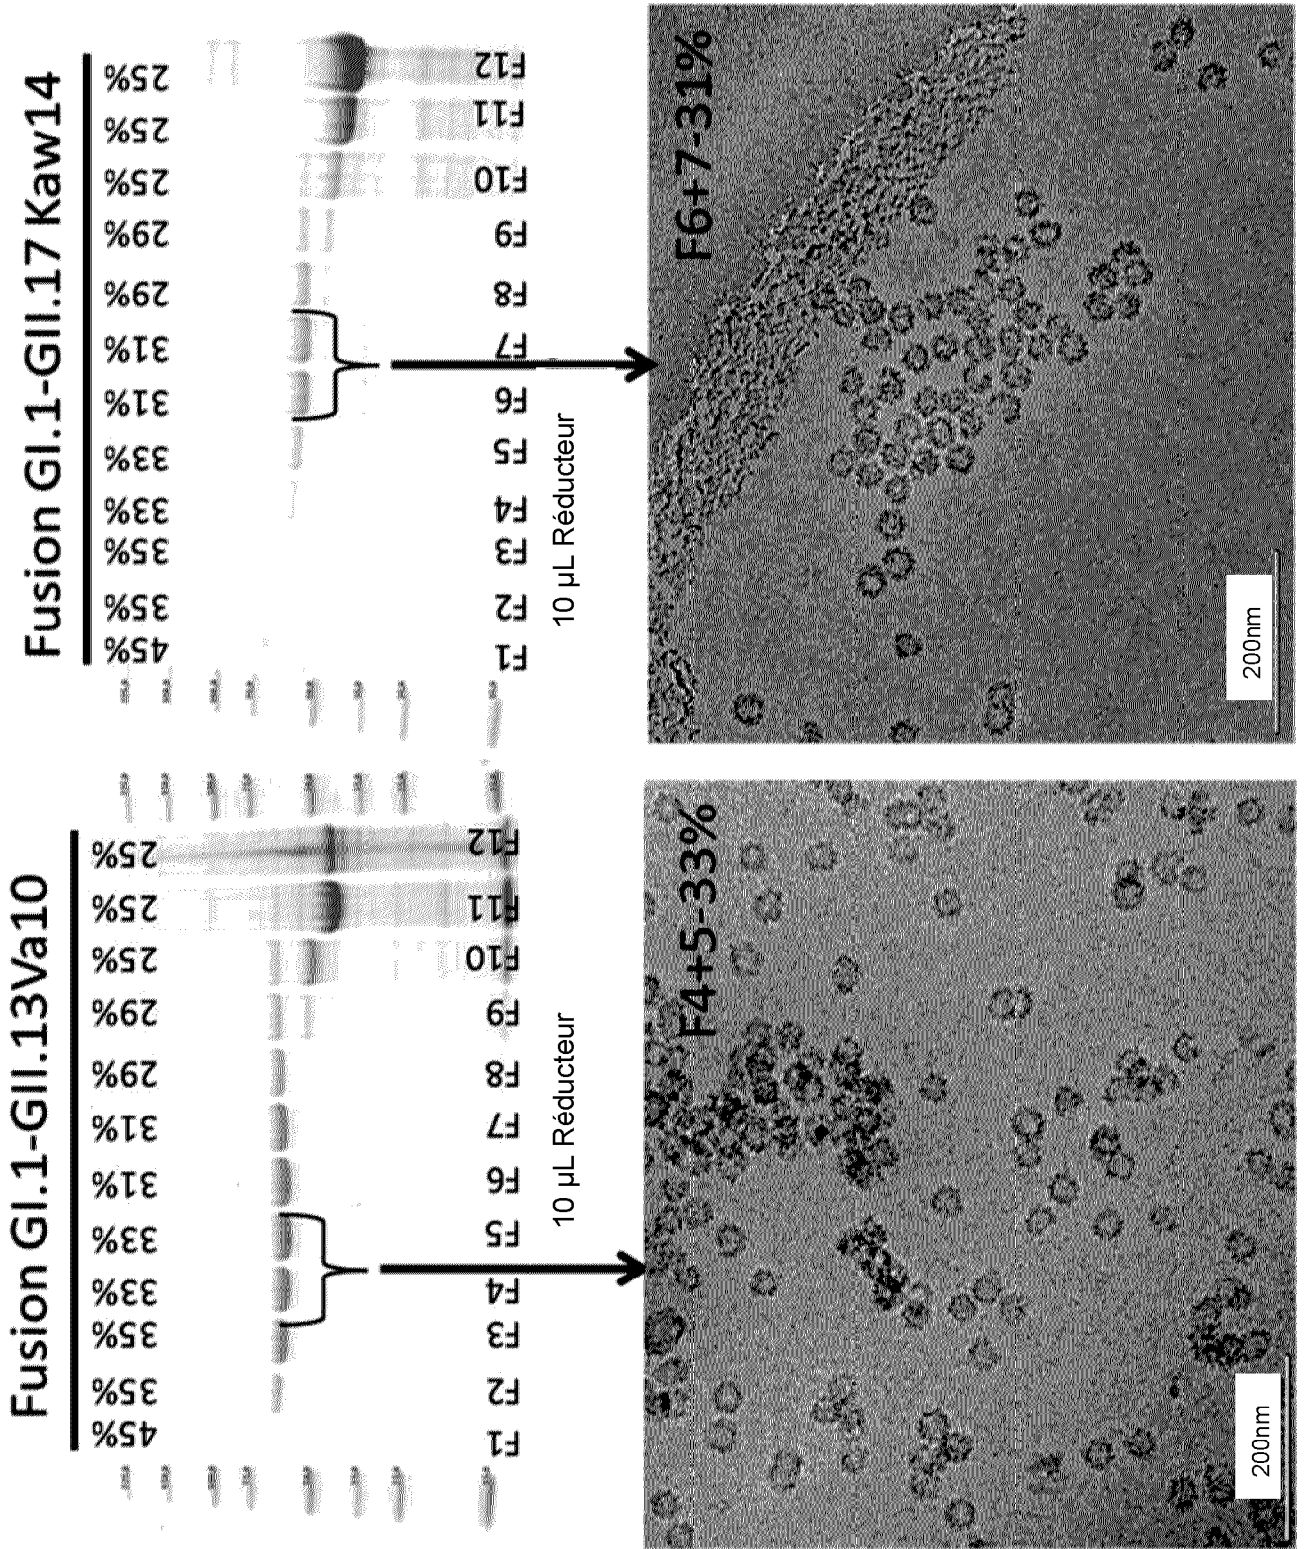 Fusion GI.1-GII.13Va10
45% 35% 35% 33% 33% 31% 31% 29% 29% 25% 25% 25%
F1 F2 F3 F4 F5 F6 F7 F8 F9 F10 F11 F12
10 µL Réducteur
F4+5-33%
200nm
Fusion GI.1-GII.17 Kaw14
45% 35% 35% 33% 33% 31% 31% 29% 29% 25% 25% 25%
F1 F2 F3 F4 F5 F6 F7 F8 F9 F10 F11 F12
10 µL Réducteur
F6+7-31%
200nm